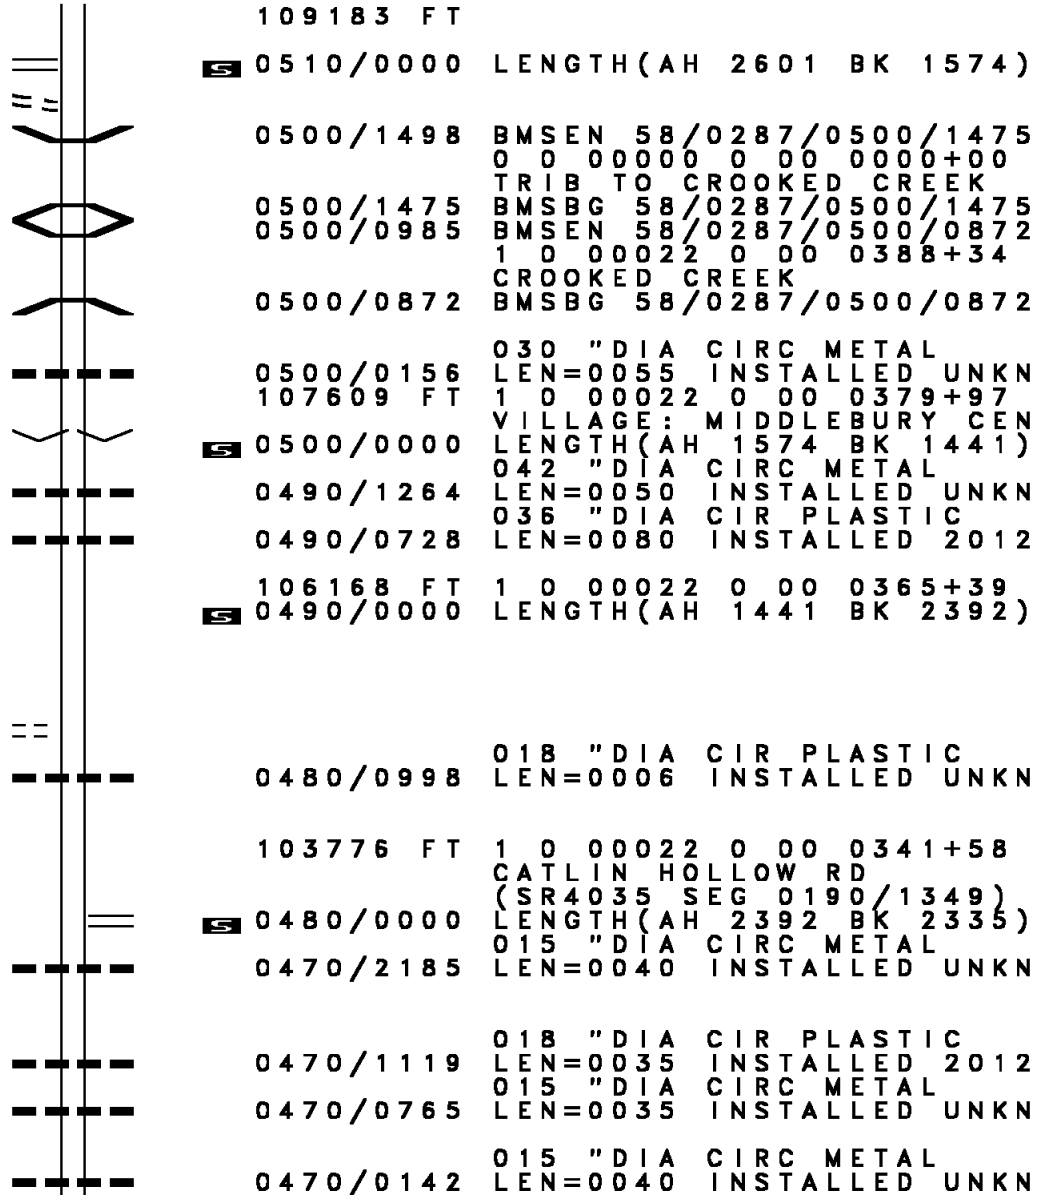 109183 FT
S 0510/0000 LENGTH(AH 2601 BK 1574)
0500/1498 BMSEN 58/0287/0500/1475
0 0 00000 0 00 0000+00
TRIB TO CROOKED CREEK
0500/1475 BMSBG 58/0287/0500/1475
0500/0985 BMSEN 58/0287/0500/0872
1 0 00022 0 00 0388+34
CROOKED CREEK
0500/0872 BMSBG 58/0287/0500/0872
030 "DIA CIRC METAL
0500/0156 LEN=0055 INSTALLED UNKN
107609 FT 1 0 00022 0 00 0379+97
VILLAGE: MIDDLEBURY CEN
S 0500/0000 LENGTH(AH 1574 BK 1441)
042 "DIA CIRC METAL
0490/1264 LEN=0050 INSTALLED UNKN
036 "DIA CIR PLASTIC
0490/0728 LEN=0080 INSTALLED 2012
106168 FT 1 0 00022 0 00 0365+39
S 0490/0000 LENGTH(AH 1441 BK 2392)
018 "DIA CIR PLASTIC
0480/0998 LEN=0006 INSTALLED UNKN
103776 FT 1 0 00022 0 00 0341+58
CATLIN HOLLOW RD
(SR4035 SEG 0190/1349)
S 0480/0000 LENGTH(AH 2392 BK 2335)
015 "DIA CIRC METAL
0470/2185 LEN=0040 INSTALLED UNKN
018 "DIA CIR PLASTIC
0470/1119 LEN=0035 INSTALLED 2012
015 "DIA CIRC METAL
0470/0765 LEN=0035 INSTALLED UNKN
015 "DIA CIRC METAL
0470/0142 LEN=0040 INSTALLED UNKN